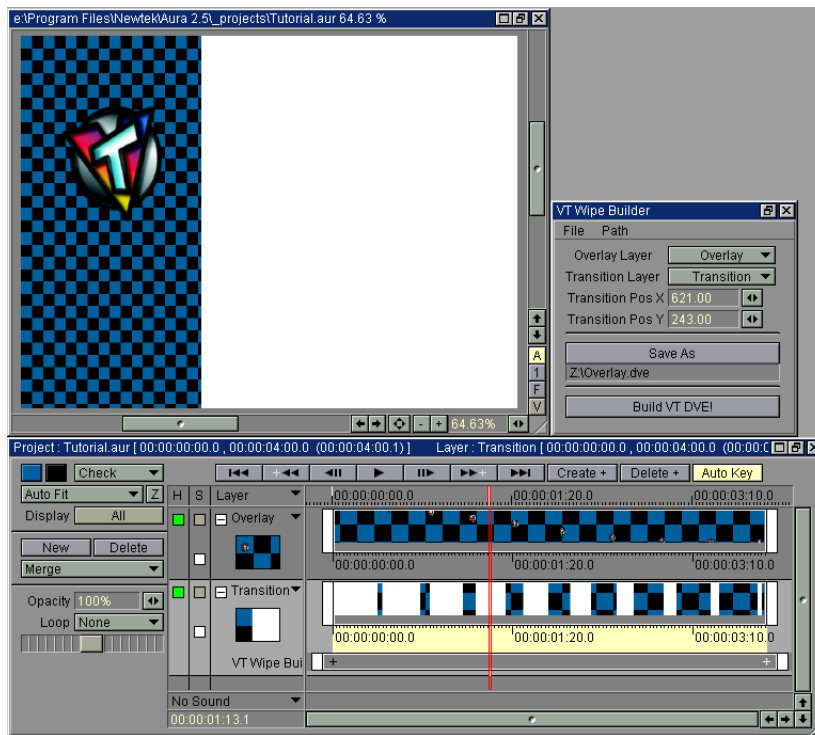 e:\Program Files\Newtek\Aura 2.5\_projects\Tutorial.aur 64.63 %
T
A
1
F
V
64.63%
VT Wipe Builder
File Path
Overlay Layer Overlay
Transition Layer Transition
Transition Pos X 621.00
Transition Pos Y 243.00
Save As
Z:\Overlay.dve
Build VT DVE!
Project : Tutorial.aur [ 00:00:00:00.0 , 00:00:04:00.0 (00:00:04:00.1) ] Layer : Transition [ 00:00:00:00.0 , 00:00:04:00.0 (00:00:0
Check
Create + Delete + Auto Key
Auto Fit Z H S Layer 00:00:00:00.0 00:00:01:20.0 00:00:03:10.0
Display All
Overlay
New Delete
Merge
00:00:00:00.0 00:00:01:20.0 00:00:03:10.0
Opacity 100%
Loop None
Transition
00:00:00:00.0 00:00:01:20.0 00:00:03:10.0
VT Wipe Bui
No Sound
00:00:01:13.1